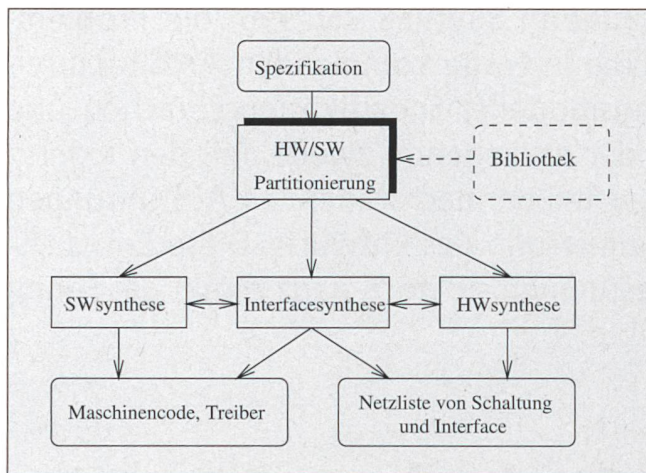 Spezifikation
HW/SW
Partitionierung
Bibliothek
SWsynthese
Interfacesynthese
HWsynthese
Maschinencode, Treiber
Netzliste von Schaltung
und Interface